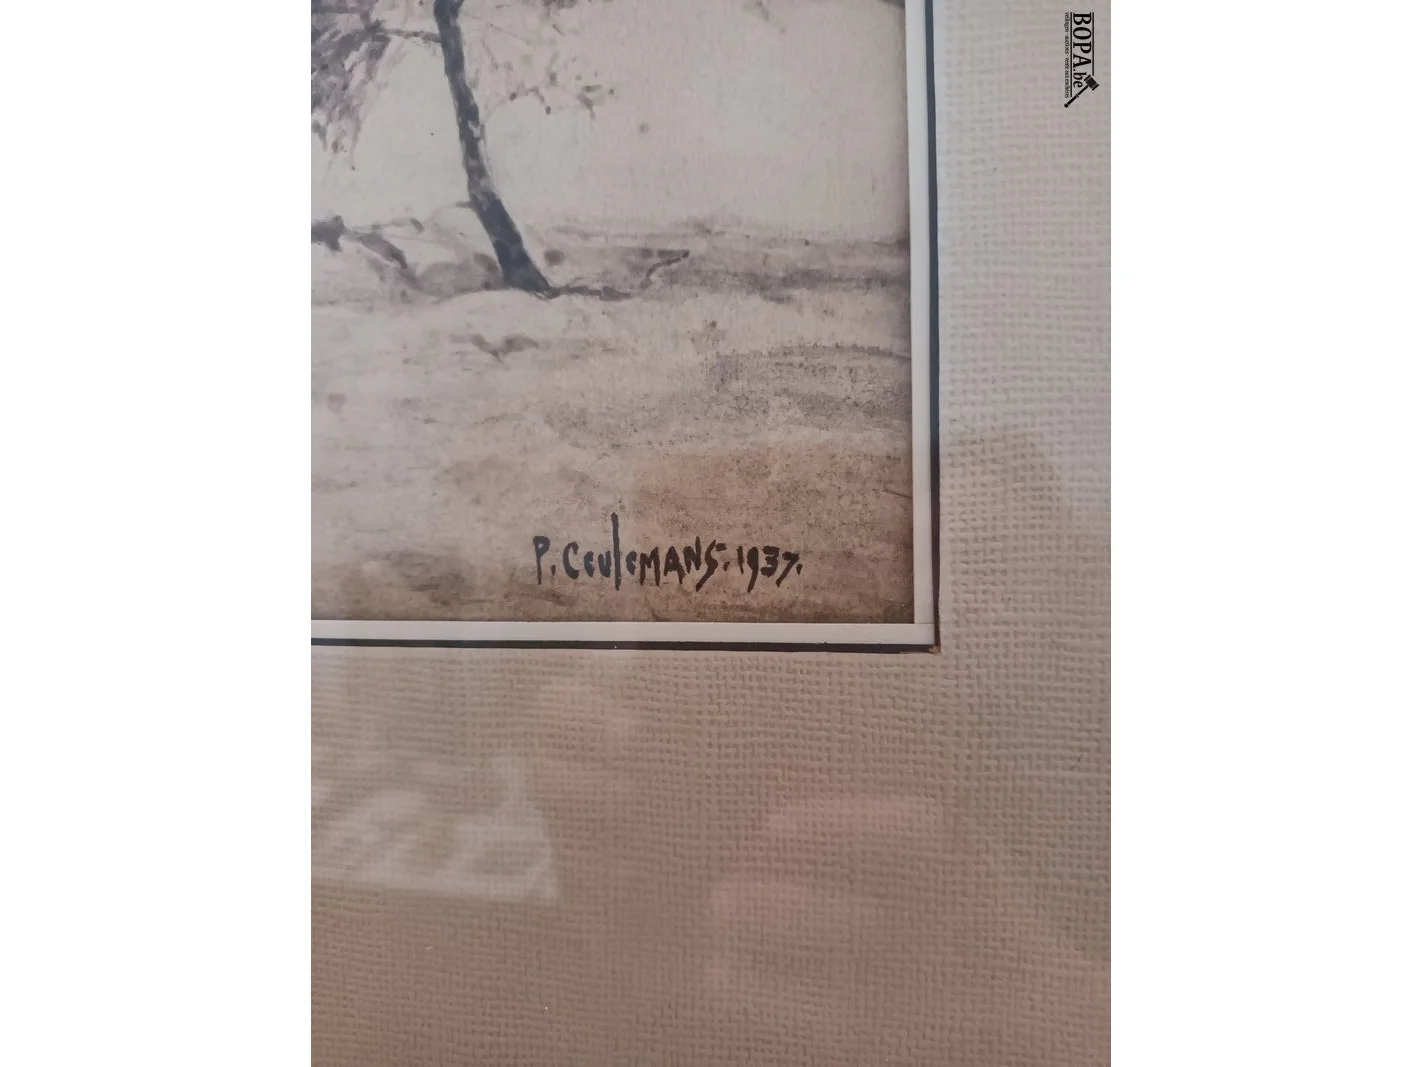 BOPA.be
P. Ceulemans. 1937.